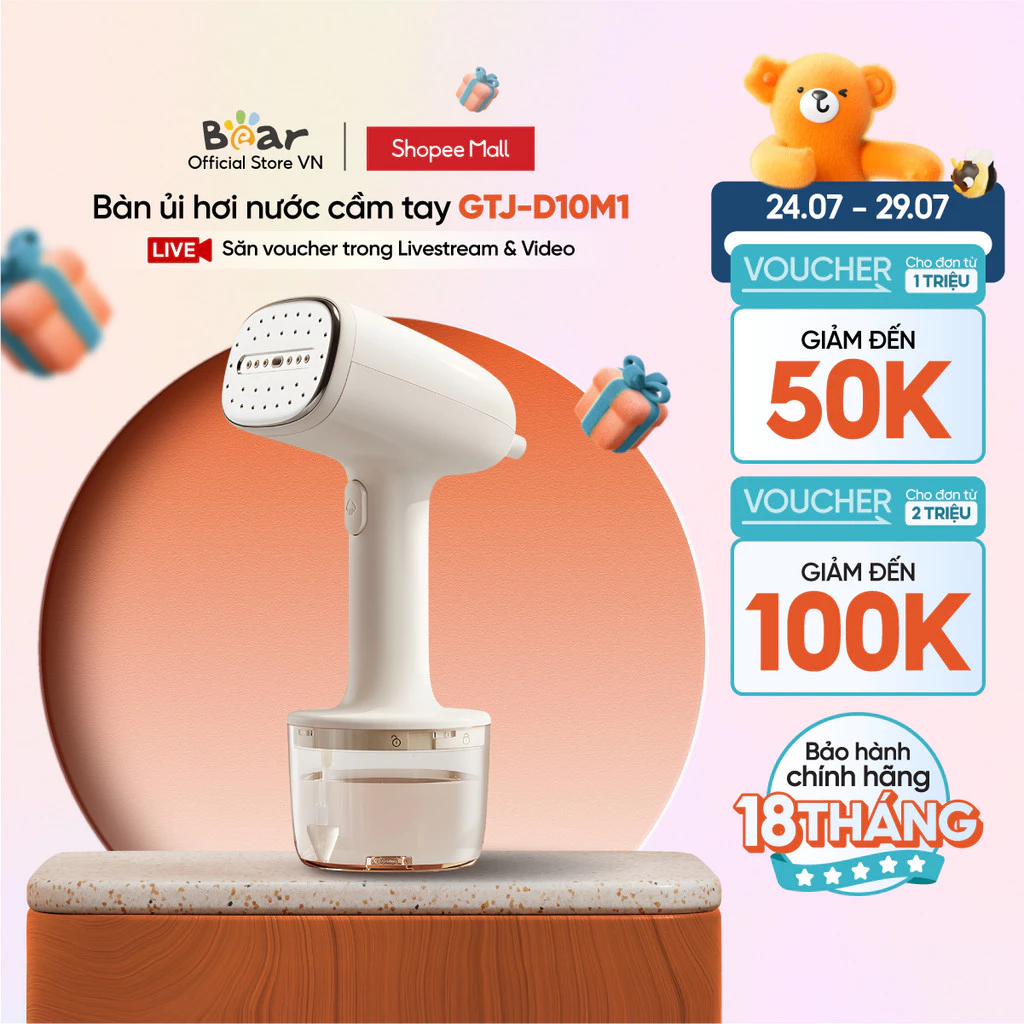 Bear
Official Store VN
Shopee Mall
Bàn ủi hơi nước cầm tay GTJ-D10M1
LIVE Săn voucher trong Livestream & Video
24.07 - 29.07
VOUCHER
Cho đơn từ
1 TRIỆU
GIẢM ĐẾN
50K
VOUCHER
Cho đơn từ
2 TRIỆU
GIẢM ĐẾN
100K
Bảo hành
chính hãng
18THÁNG